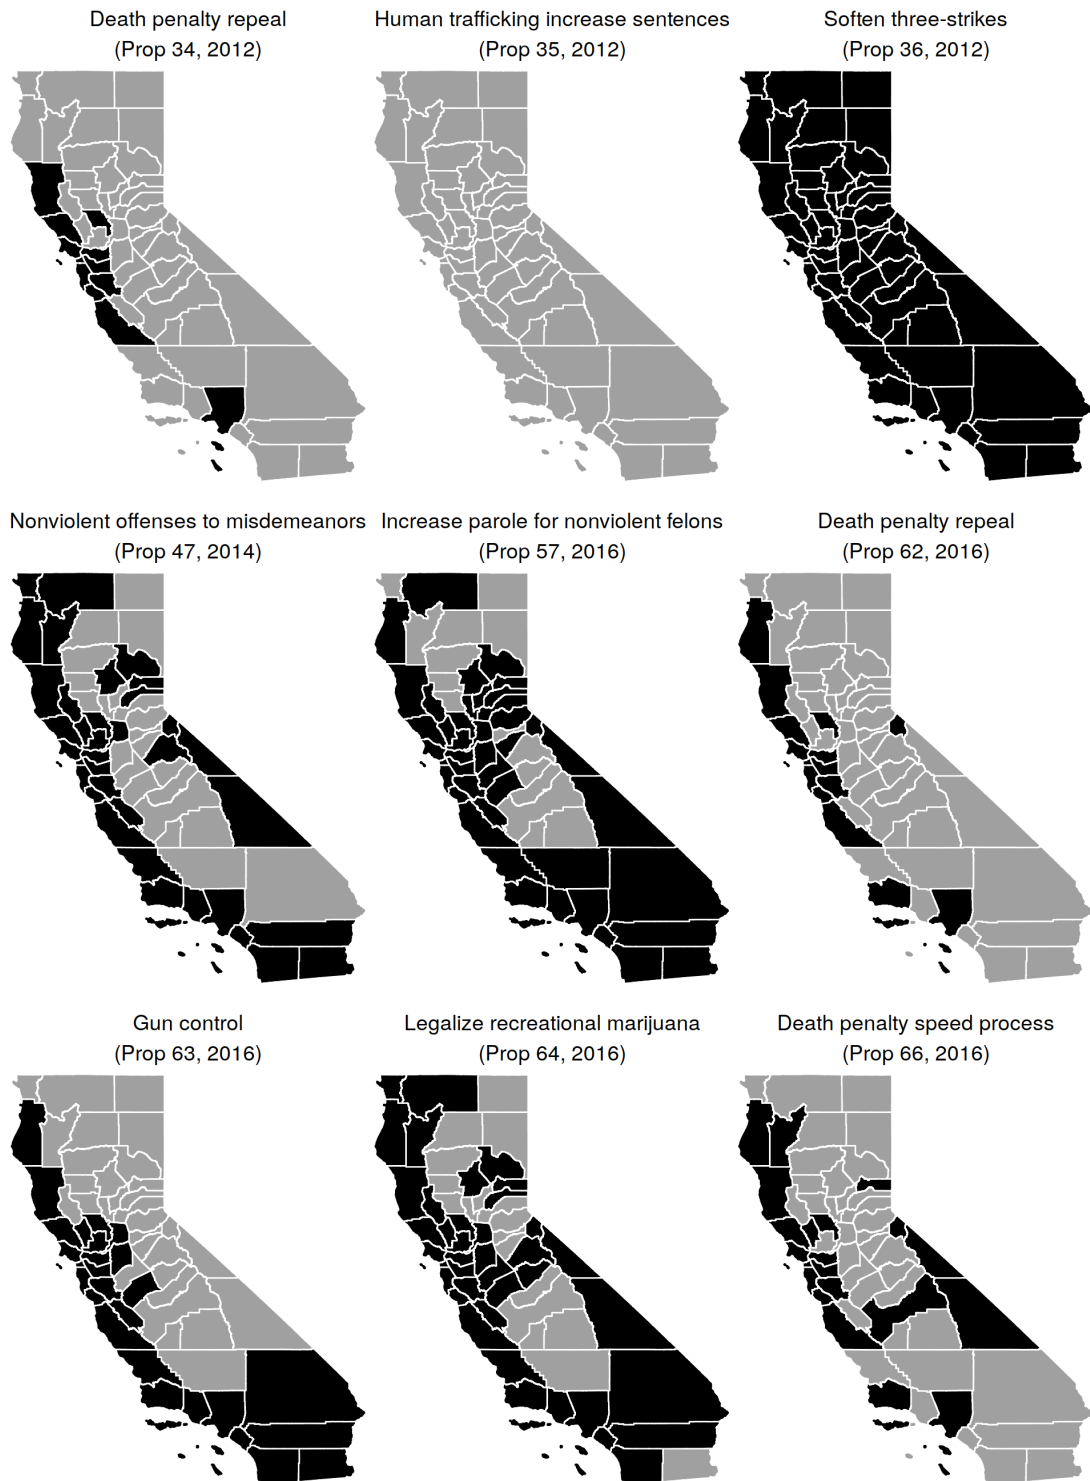 Death penalty repeal
(Prop 34, 2012)
Human trafficking increase sentences
(Prop 35, 2012)
Soften three-strikes
(Prop 36, 2012)
Nonviolent offenses to misdemeanors
(Prop 47, 2014)
Increase parole for nonviolent felons
(Prop 57, 2016)
Death penalty repeal
(Prop 62, 2016)
Gun control
(Prop 63, 2016)
Legalize recreational marijuana
(Prop 64, 2016)
Death penalty speed process
(Prop 66, 2016)